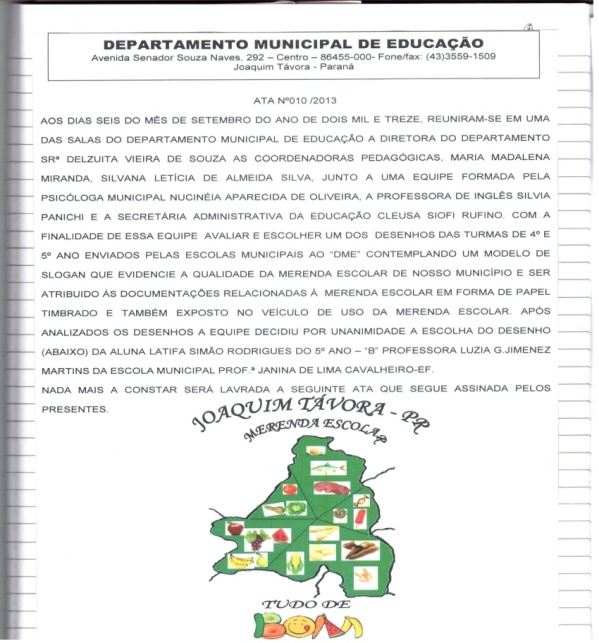 DEPARTAMENTO MUNICIPAL DE EDUCAÇÃO
Avenida Senador Souza Naves, 292 – Centro – 86455-000- Fone/fax: (43)3559-1509
Joaquim Távora - Paraná
ATA Nº010 /2013
AOS DIAS SEIS DO MÊS DE SETEMBRO DO ANO DE DOIS MIL E TREZE, REUNIRAM-SE EM UMA
DAS SALAS DO DEPARTAMENTO MUNICIPAL DE EDUCAÇÃO A DIRETORA DO DEPARTAMENTO
SRª DELZUITA VIEIRA DE SOUZA AS COORDENADORAS PEDAGÓGICAS, MARIA MADALENA
MIRANDA, SILVANA LETÍCIA DE ALMEIDA SILVA, JUNTO A UMA EQUIPE FORMADA PELA
PSICÓLOGA MUNICIPAL NUCINÉIA APARECIDA DE OLIVEIRA, A PROFESSORA DE INGLÊS SILVIA
PANICHI E A SECRETÁRIA ADMINISTRATIVA DA EDUCAÇÃO CLEUSA SIOFI RUFINO. COM A
FINALIDADE DE ESSA EQUIPE AVALIAR E ESCOLHER UM DOS DESENHOS DAS TURMAS DE 4º E
5º ANO ENVIADOS PELAS ESCOLAS MUNICIPAIS AO "DME" CONTEMPLANDO UM MODELO DE
SLOGAN QUE EVIDENCIE A QUALIDADE DA MERENDA ESCOLAR DE NOSSO MUNICÍPIO E SER
ATRIBUIDO ÀS DOCUMENTAÇÕES RELACIONADAS À MERENDA ESCOLAR EM FORMA DE PAPEL
TIMBRADO E TAMBÉM EXPOSTO NO VEÍCULO DE USO DA MERENDA ESCOLAR. APÓS
ANALIZADOS OS DESENHOS A EQUIPE DECIDIU POR UNANIMIDADE A ESCOLHA DO DESENHO
(ABAIXO) DA ALUNA LATIFA SIMÃO RODRIGUES DO 5º ANO – "B" PROFESSORA LUZIA G.JIMENEZ
MARTINS DA ESCOLA MUNICIPAL PROF.ª JANINA DE LIMA CAVALHEIRO-EF.
NADA MAIS A CONSTAR SERÁ LAVRADA A SEGUINTE ATA QUE SEGUE ASSINADA PELOS
PRESENTES.
JOAQUIM TÁVORA - PR
MERENDA ESCOLAR
TUDO DE
BOM